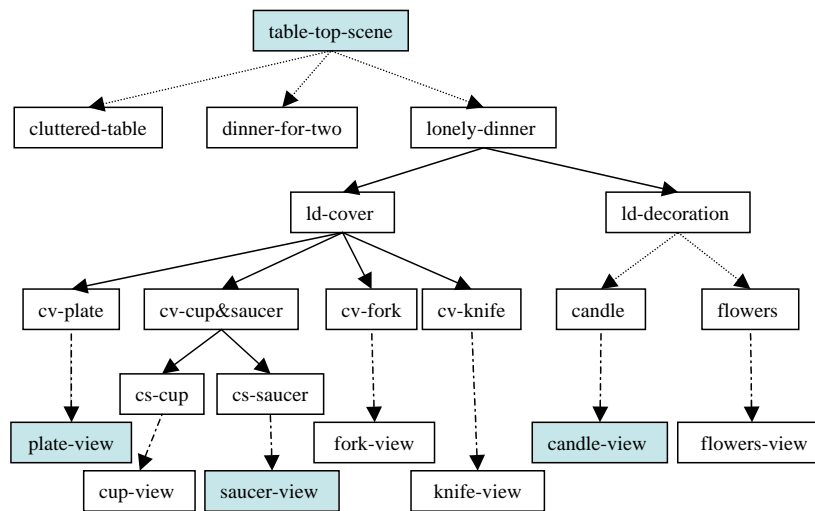 table-top-scene
cluttered-table
dinner-for-two
lonely-dinner
ld-cover
ld-decoration
cv-plate
cv-cup&saucer
cv-fork
cv-knife
candle
flowers
cs-cup
cs-saucer
plate-view
fork-view
candle-view
flowers-view
cup-view
saucer-view
knife-view